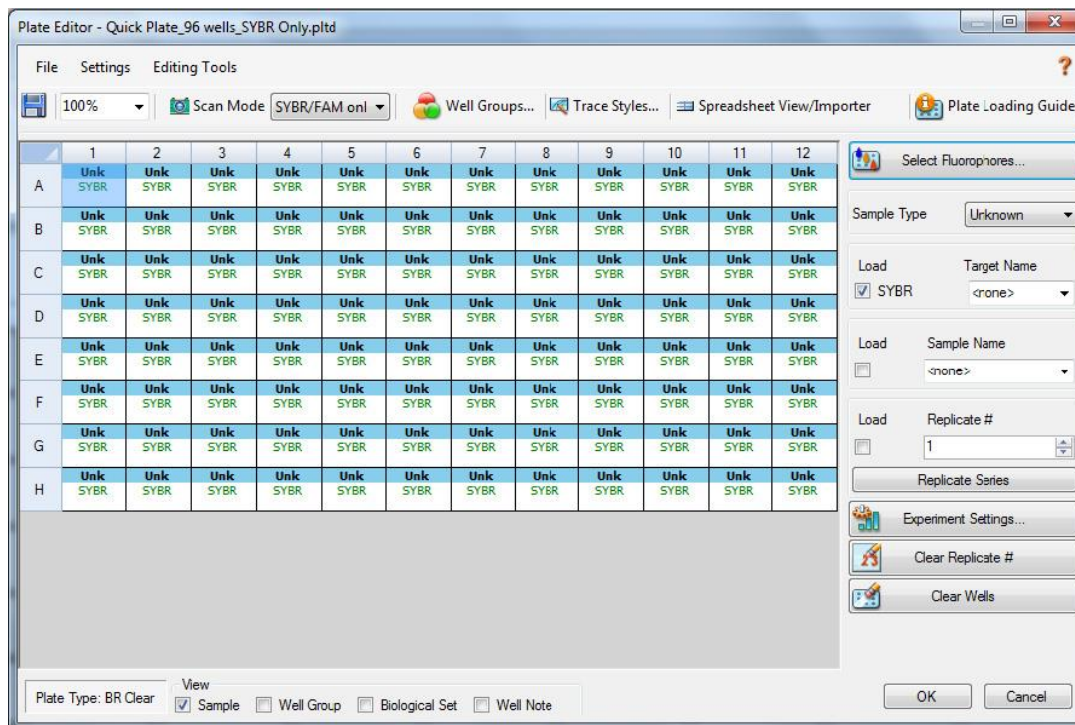 Plate Editor - Quick Plate_96 wells_SYBR Only.pltd
File Settings Editing Tools
100% Scan Mode SYBR/FAM onl Well Groups... Trace Styles... Spreadsheet View/Importer Plate Loading Guide
1 2 3 4 5 6 7 8 9 10 11 12
Unk Unk Unk Unk Unk Unk Unk Unk Unk Unk Unk Unk
A SYBR SYBR SYBR SYBR SYBR SYBR SYBR SYBR SYBR SYBR SYBR SYBR
Unk Unk Unk Unk Unk Unk Unk Unk Unk Unk Unk Unk
B SYBR SYBR SYBR SYBR SYBR SYBR SYBR SYBR SYBR SYBR SYBR SYBR
Unk Unk Unk Unk Unk Unk Unk Unk Unk Unk Unk Unk
C SYBR SYBR SYBR SYBR SYBR SYBR SYBR SYBR SYBR SYBR SYBR SYBR
Unk Unk Unk Unk Unk Unk Unk Unk Unk Unk Unk Unk
D SYBR SYBR SYBR SYBR SYBR SYBR SYBR SYBR SYBR SYBR SYBR SYBR
Unk Unk Unk Unk Unk Unk Unk Unk Unk Unk Unk Unk
E SYBR SYBR SYBR SYBR SYBR SYBR SYBR SYBR SYBR SYBR SYBR SYBR
Unk Unk Unk Unk Unk Unk Unk Unk Unk Unk Unk Unk
F SYBR SYBR SYBR SYBR SYBR SYBR SYBR SYBR SYBR SYBR SYBR SYBR
Unk Unk Unk Unk Unk Unk Unk Unk Unk Unk Unk Unk
G SYBR SYBR SYBR SYBR SYBR SYBR SYBR SYBR SYBR SYBR SYBR SYBR
Unk Unk Unk Unk Unk Unk Unk Unk Unk Unk Unk Unk
H SYBR SYBR SYBR SYBR SYBR SYBR SYBR SYBR SYBR SYBR SYBR SYBR
Select Fluorophores...
Sample Type Unknown
Load Target Name
SYBR <none>
Load Sample Name
<none>
Load Replicate #
1
Replicate Series
Experiment Settings...
Clear Replicate #
Clear Wells
Plate Type: BR Clear
View
Sample Well Group Biological Set Well Note
OK Cancel